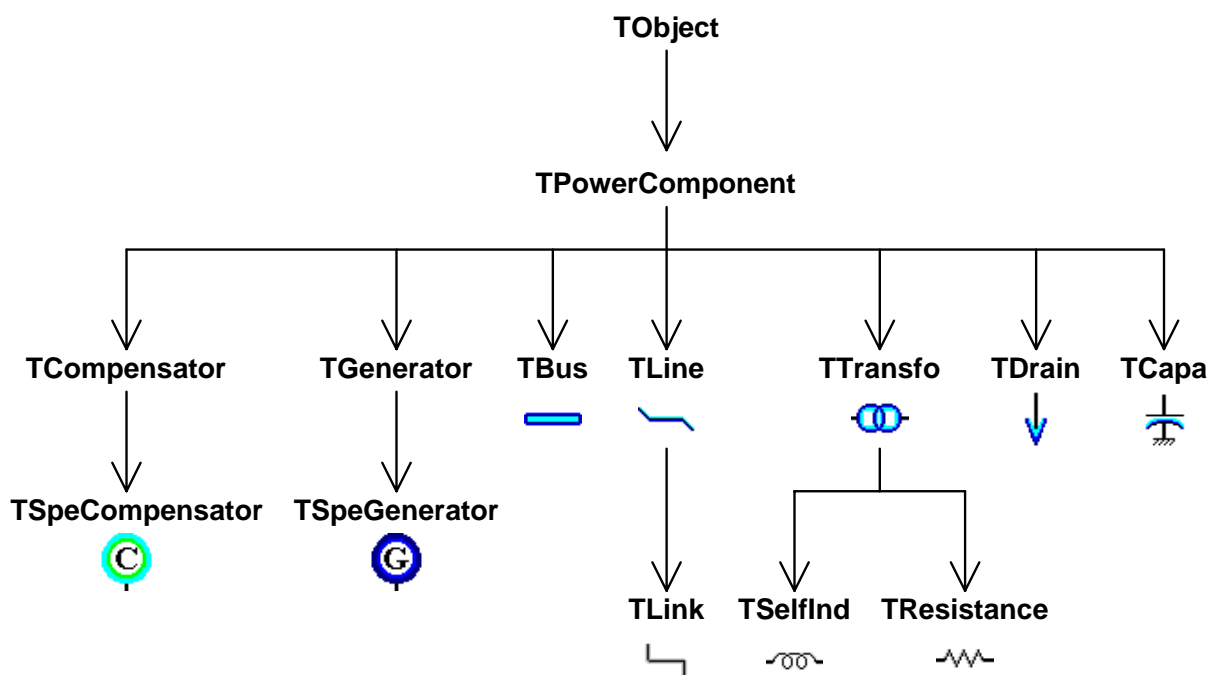 TObject
TPowerComponent
TCompensator TGenerator TBus TLine TTransfo TDrain TCapa
TSpeCompensator TSpeGenerator
C G
TLink TSelfInd TResistance